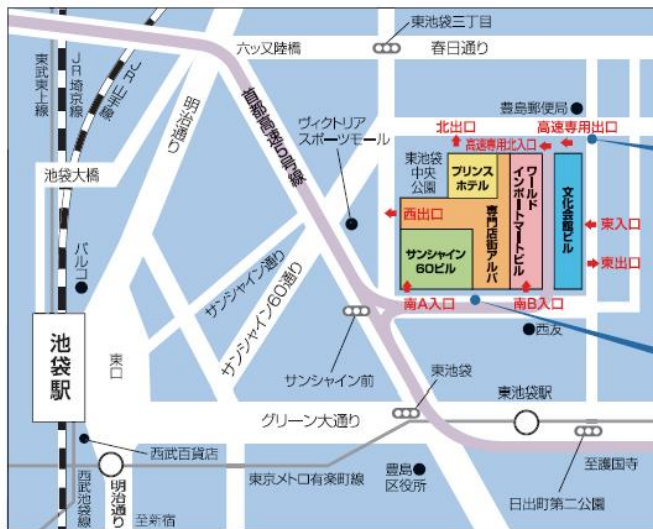 東池袋三丁目
六ッ又陸橋
春日通り
東武東上線
JR埼京線
JR山手線
明治通り
首都高速5号線
豊島郵便局
ヴィクトリア
スポーツモール
北出口
高速専用出口
高速専用北入口
東池袋
中央
公園
プリンス
ホテル
ワールド
インポートマートビル
文化会館ビル
池袋大橋
西出口
専門店街アルパ
東入口
サンシャイン
60ビル
東出口
パルコ
サンシャイン通り
サンシャイン60通り
南A入口
南B入口
西友
池袋駅
東口
サンシャイン前
東池袋
東池袋駅
グリーン大通り
西武百貨店
至護国寺
東京メトロ有楽町線
豊島
区役所
日出町第二公園
西武池袋線
明治通り
至新宿